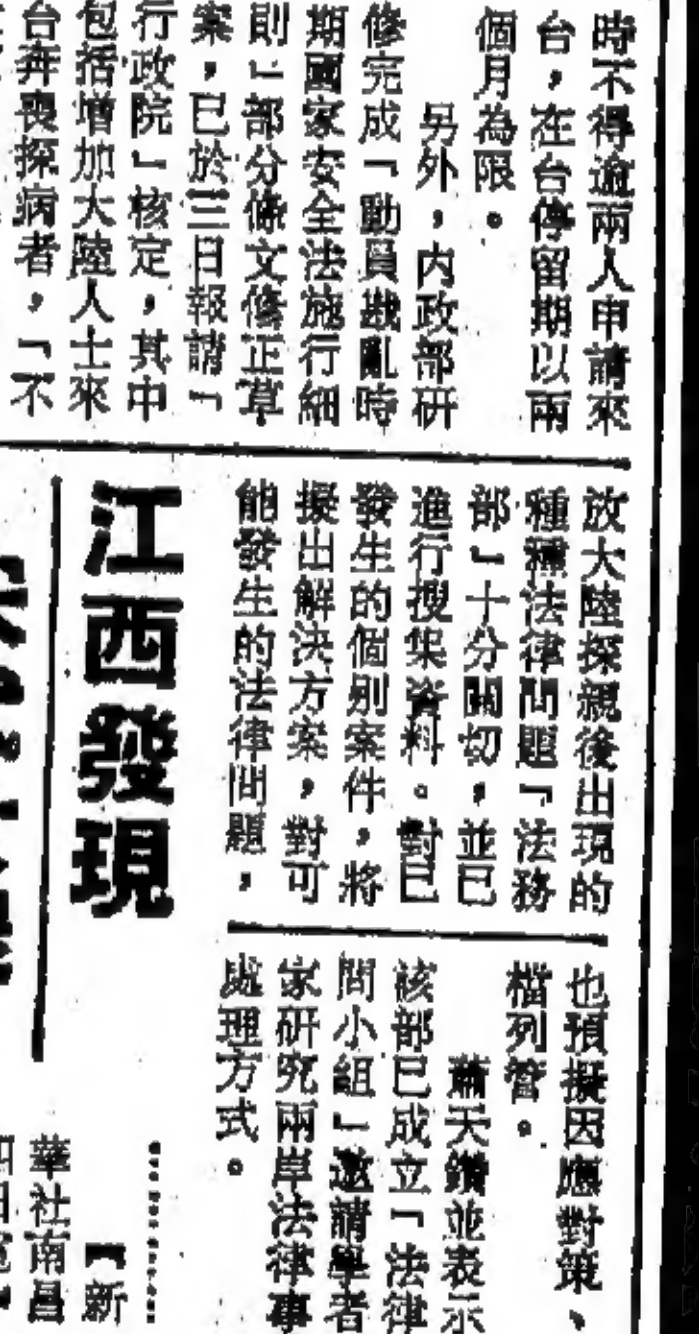 時不得逾兩人申請來
台，在台停留期以兩
個月為限。
另外，內政部研
修完成「動員戡亂時
期國家安全法施行細
則」部分條文修正草
案，已於三日報請「
行政院」核定，其中
包括增加大陸人士來
台奔喪探病者，「不
放大陸探親後出現的
種種法律問題「法務
部」十分關切，並已
進行搜集資料。對已
發生的個別案件，將
擬出解決方案，對可
能發生的法律問題，
也預擬因應對策、
檔列管。
蕭天鑽並表示
該部已成立「法律
問小組」邀請學者
家研究兩岸法律事
處理方式。
江西發現
【新
華社南昌